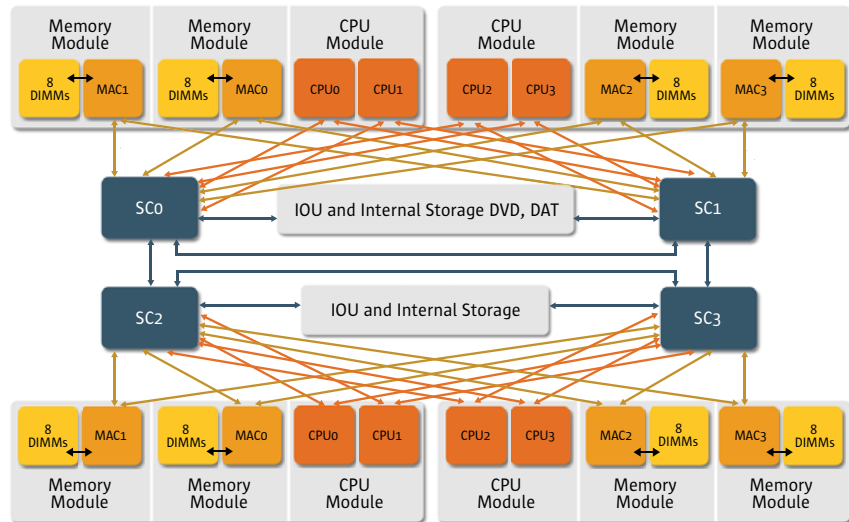 Memory
Module
Memory
Module
CPU
Module
CPU
Module
Memory
Module
Memory
Module
8
DIMMs
MAC1
8
DIMMs
MAC0
CPU0
CPU1
CPU2
CPU3
MAC2
8
DIMMs
MAC3
8
DIMMs
SC0
IOU and Internal Storage DVD, DAT
SC1
SC2
IOU and Internal Storage
SC3
8
DIMMs
MAC1
8
DIMMs
MAC0
CPU0
CPU1
CPU2
CPU3
MAC2
8
DIMMs
MAC3
8
DIMMs
Memory
Module
Memory
Module
CPU
Module
CPU
Module
Memory
Module
Memory
Module